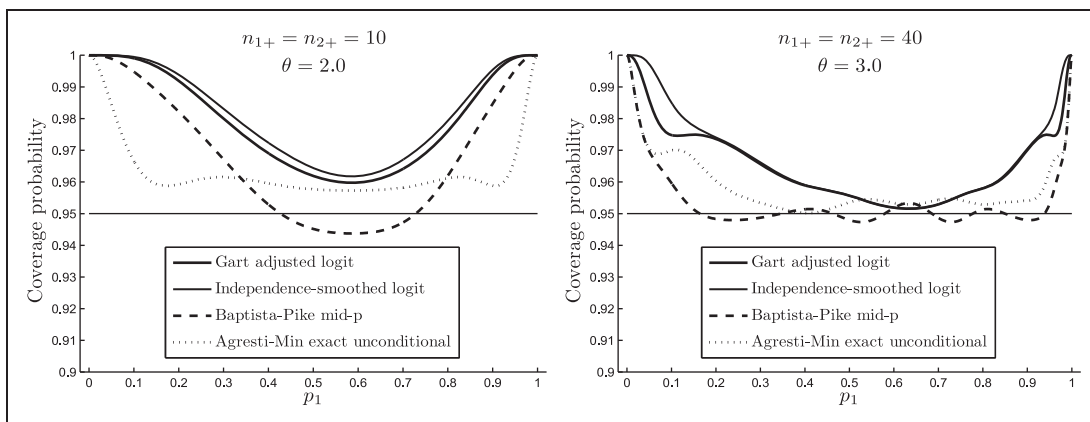 n1+ = n2+ = 10
θ = 2.0
Coverage probability
1
0.99
0.98
0.97
0.96
0.95
0.94
0.93
0.92
0.91
0.9
Gart adjusted logit
Independence-smoothed logit
Baptista-Pike mid-p
Agresti-Min exact unconditional
0 0.1 0.2 0.3 0.4 0.5 0.6 0.7 0.8 0.9 1
p1
n1+ = n2+ = 40
θ = 3.0
Coverage probability
1
0.99
0.98
0.97
0.96
0.95
0.94
0.93
0.92
0.91
0.9
Gart adjusted logit
Independence-smoothed logit
Baptista-Pike mid-p
Agresti-Min exact unconditional
0 0.1 0.2 0.3 0.4 0.5 0.6 0.7 0.8 0.9 1
p1